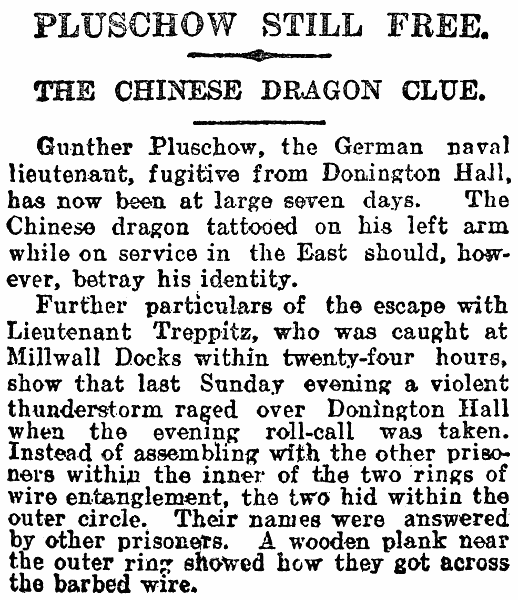 PLUSCHOW STILL FREE.
THE CHINESE DRAGON CLUE.
Gunther Pluschow, the German naval
lieutenant, fugitive from Donington Hall,
has now been at large seven days. The
Chinese dragon tattooed on his left arm
while on service in the East should, how-
ever, betray his identity.
Further particulars of the escape with
Lieutenant Treppitz, who was caught at
Millwall Docks within twenty-four hours,
show that last Sunday evening a violent
thunderstorm raged over Donington Hall
when the evening roll-call was taken.
Instead of assembling with the other priso-
ners within the inner of the two rings of
wire entanglement, the two hid within the
outer circle. Their names were answered
by other prisoners. A wooden plank near
the outer ring showed how they got across
the barbed wire.